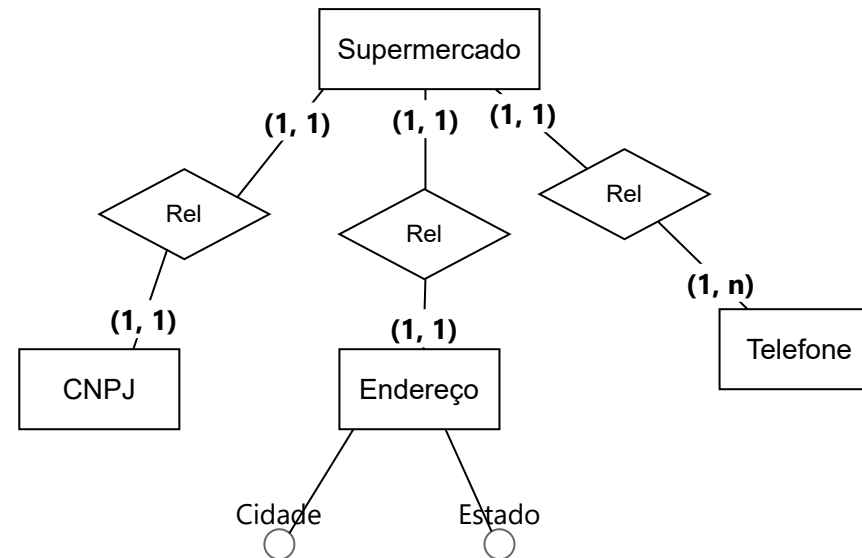 Supermercado
(1, 1)
(1, 1)
(1, 1)
Rel
Rel
Rel
(1, 1)
(1, 1)
(1, n)
CNPJ
Endereço
Telefone
Cidade
Estado